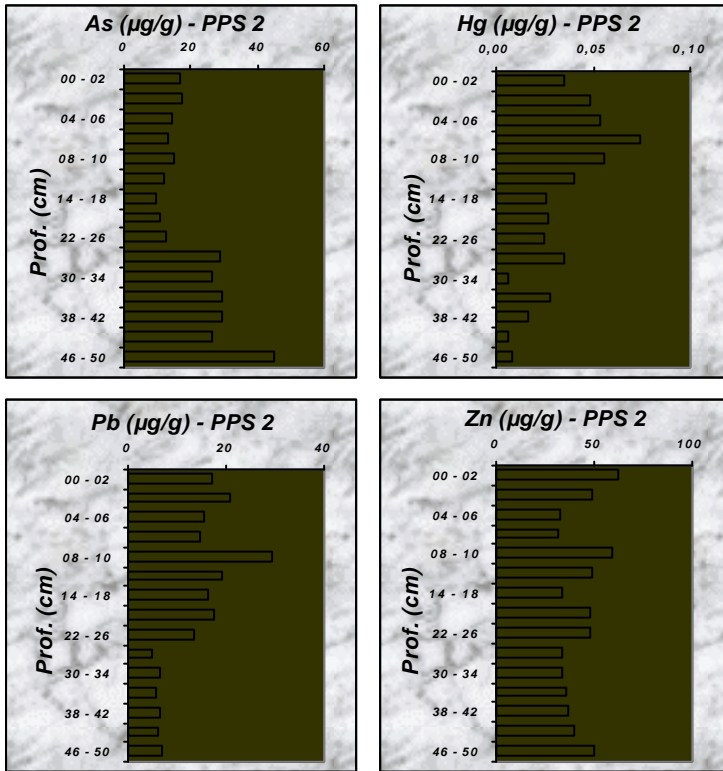 As (µg/g) - PPS 2
0 20 40 60
Prof. (cm)
00 - 02
04 - 06
08 - 10
14 - 18
22 - 26
30 - 34
38 - 42
46 - 50
Hg (µg/g) - PPS 2
0,00 0,05 0,10
Prof. (cm)
00 - 02
04 - 06
08 - 10
14 - 18
22 - 26
30 - 34
38 - 42
46 - 50
Pb (µg/g) - PPS 2
0 20 40
Prof. (cm)
00 - 02
04 - 06
08 - 10
14 - 18
22 - 26
30 - 34
38 - 42
46 - 50
Zn (µg/g) - PPS 2
0 50 100
Prof. (cm)
00 - 02
04 - 06
08 - 10
14 - 18
22 - 26
30 - 34
38 - 42
46 - 50